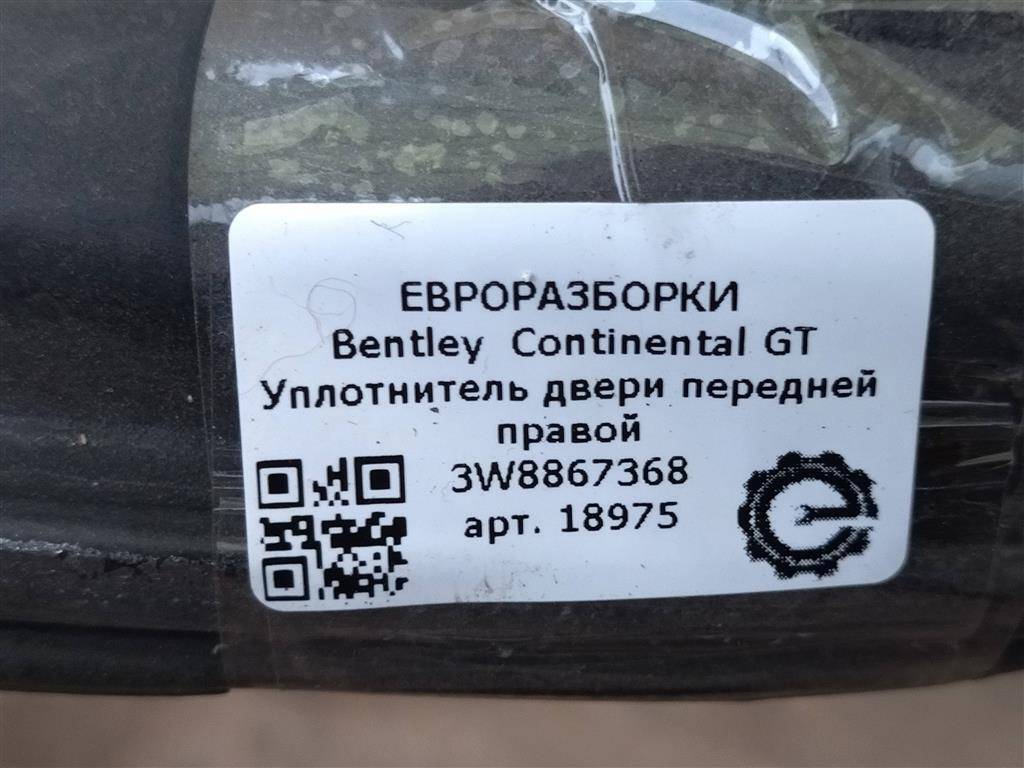 ЕВРОРАЗБОРКИ
Bentley Continental GT
Уплотнитель двери передней
правой
3W8867368
арт. 18975